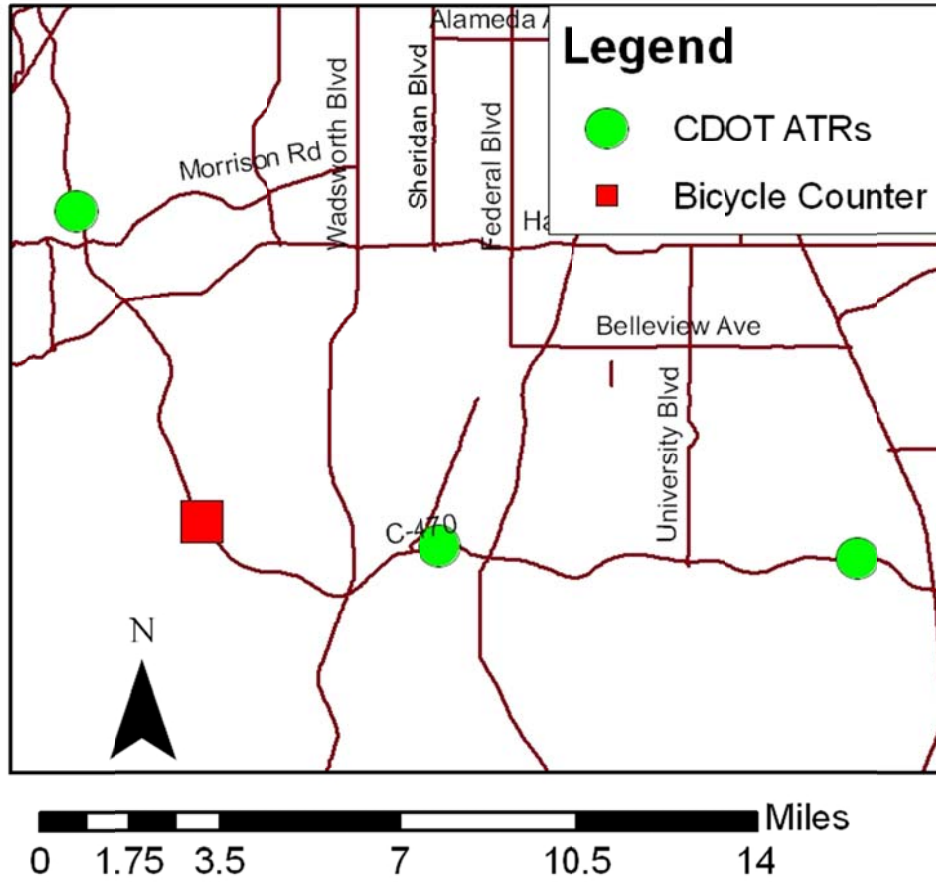 Alameda A
Legend
CDOT ATRs
Bicycle Counter
Wadsworth Blvd
Sheridan Blvd
Federal Blvd
Morrison Rd
Ha
Belleview Ave
University Blvd
C-470
N
Miles
0 1.75 3.5 7 10.5 14